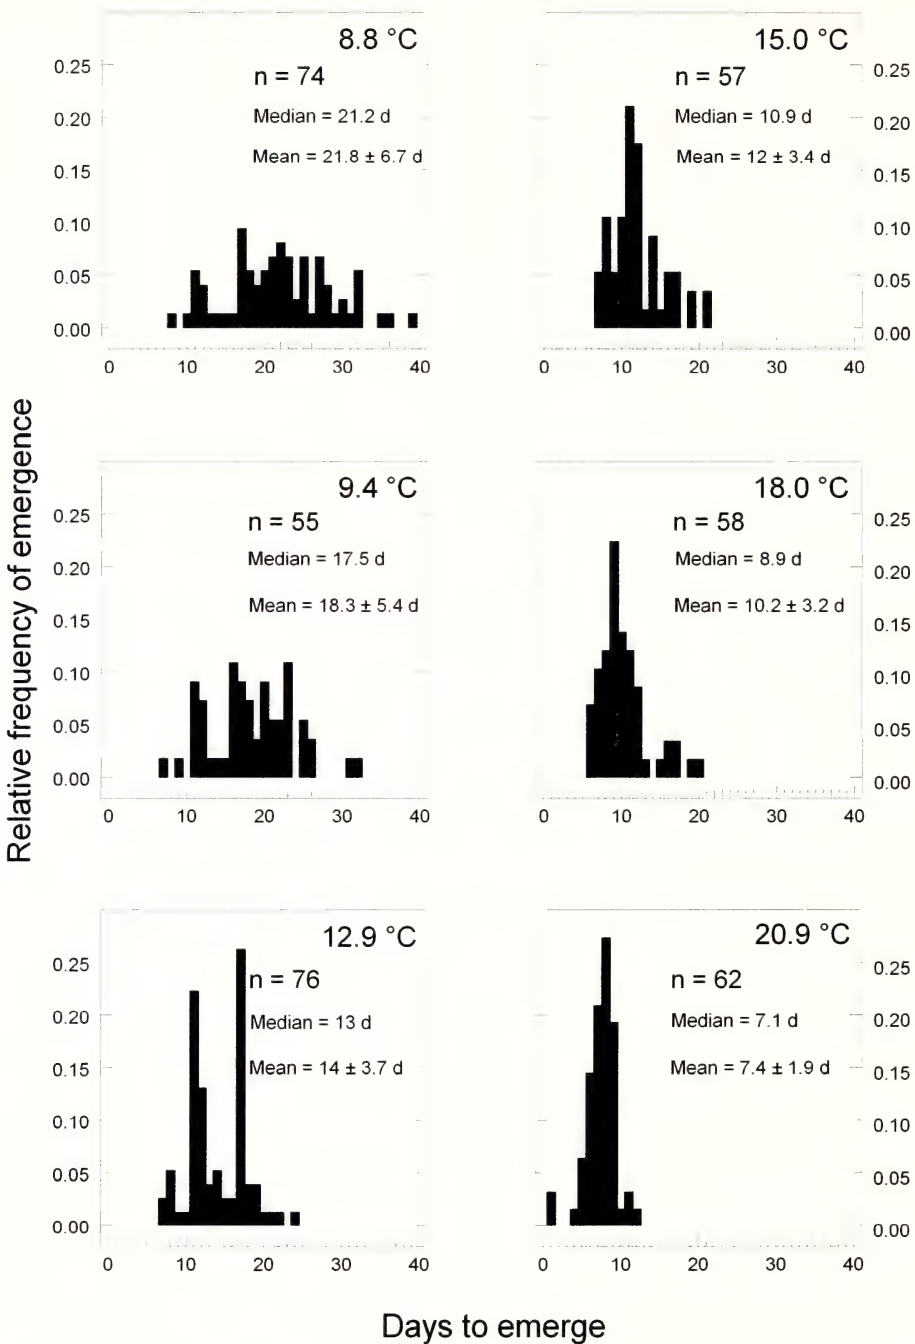 8.8 °C
n = 74
Median = 21.2 d
Mean = 21.8 ± 6.7 d
0.25
0.20
0.15
0.10
0.05
0.00
0
10
20
30
40
15.0 °C
n = 57
Median = 10.9 d
Mean = 12 ± 3.4 d
0.25
0.20
0.15
0.10
0.05
0.00
0
10
20
30
40
Relative frequency of emergence
9.4 °C
n = 55
Median = 17.5 d
Mean = 18.3 ± 5.4 d
0.25
0.20
0.15
0.10
0.05
0.00
0
10
20
30
40
18.0 °C
n = 58
Median = 8.9 d
Mean = 10.2 ± 3.2 d
0.25
0.20
0.15
0.10
0.05
0.00
0
10
20
30
40
12.9 °C
n = 76
Median = 13 d
Mean = 14 ± 3.7 d
0.25
0.20
0.15
0.10
0.05
0.00
0
10
20
30
40
20.9 °C
n = 62
Median = 7.1 d
Mean = 7.4 ± 1.9 d
0.25
0.20
0.15
0.10
0.05
0.00
0
10
20
30
40
Days to emerge